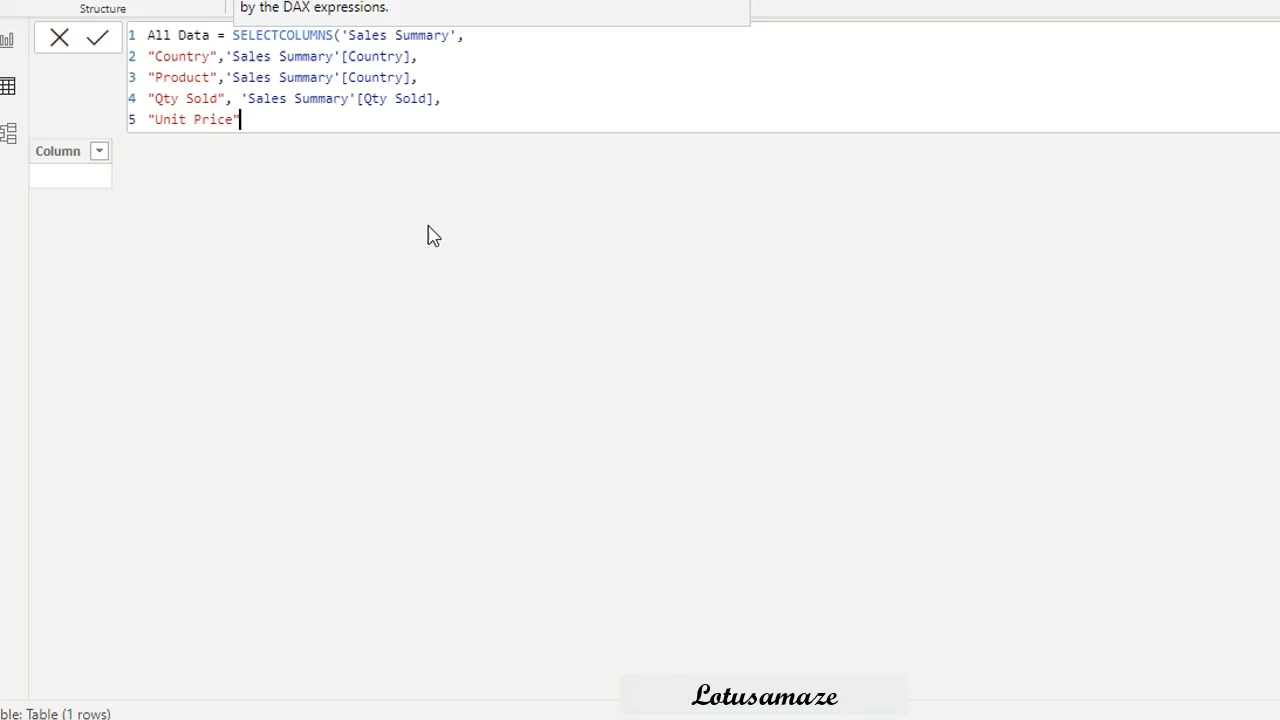 Structure
by the DAX expressions.
1 All Data = SELECTCOLUMNS('Sales Summary',
2 "Country",'Sales Summary'[Country],
3 "Product",'Sales Summary'[Country],
4 "Qty Sold", 'Sales Summary'[Qty Sold],
5 "Unit Price"
Column
Lotusamaze
ble: Table (1 rows)